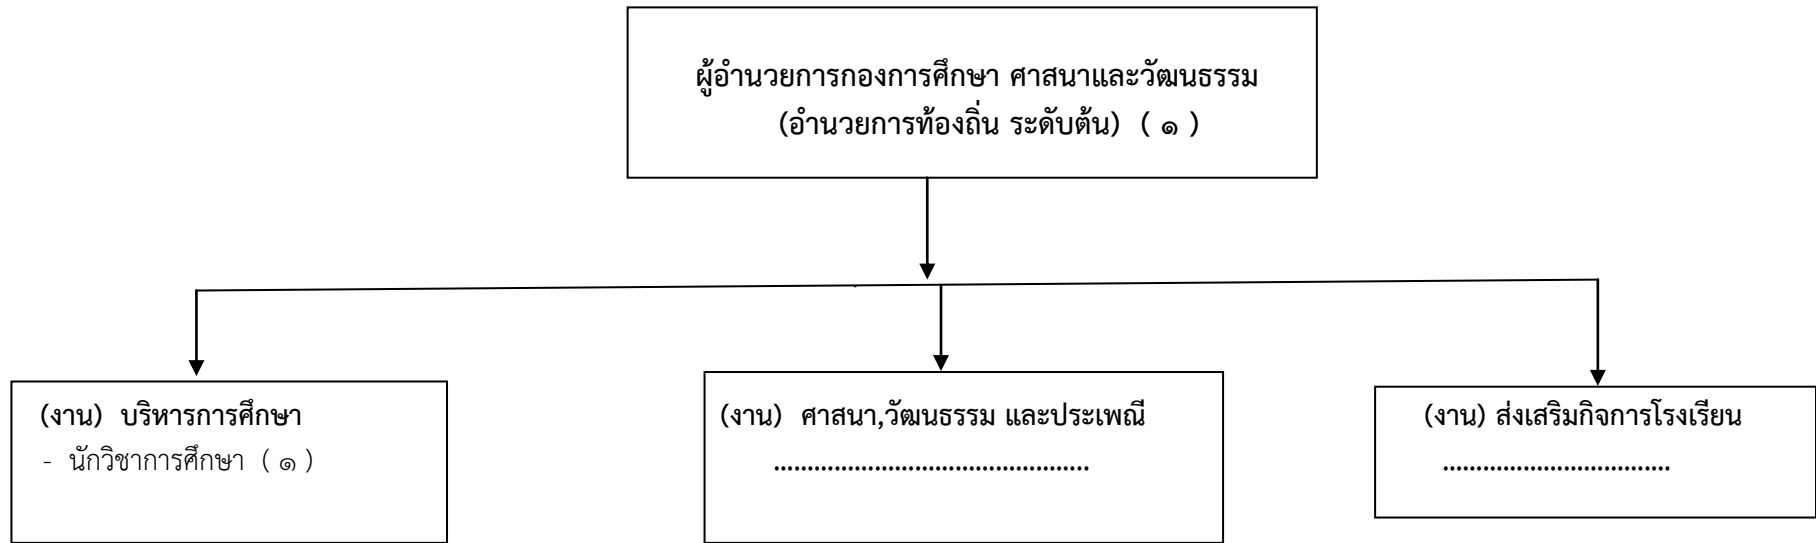 ผู้อำนวยการกองการศึกษา ศาสนาและวัฒนธรรม
(อำนวยการท้องถิ่น ระดับต้น) ( ๑ )
(งาน) บริหารการศึกษา
- นักวิชาการศึกษา ( ๑ )
(งาน) ศาสนา,วัฒนธรรม และประเพณี
...............................................
(งาน) ส่งเสริมกิจการโรงเรียน
..................................